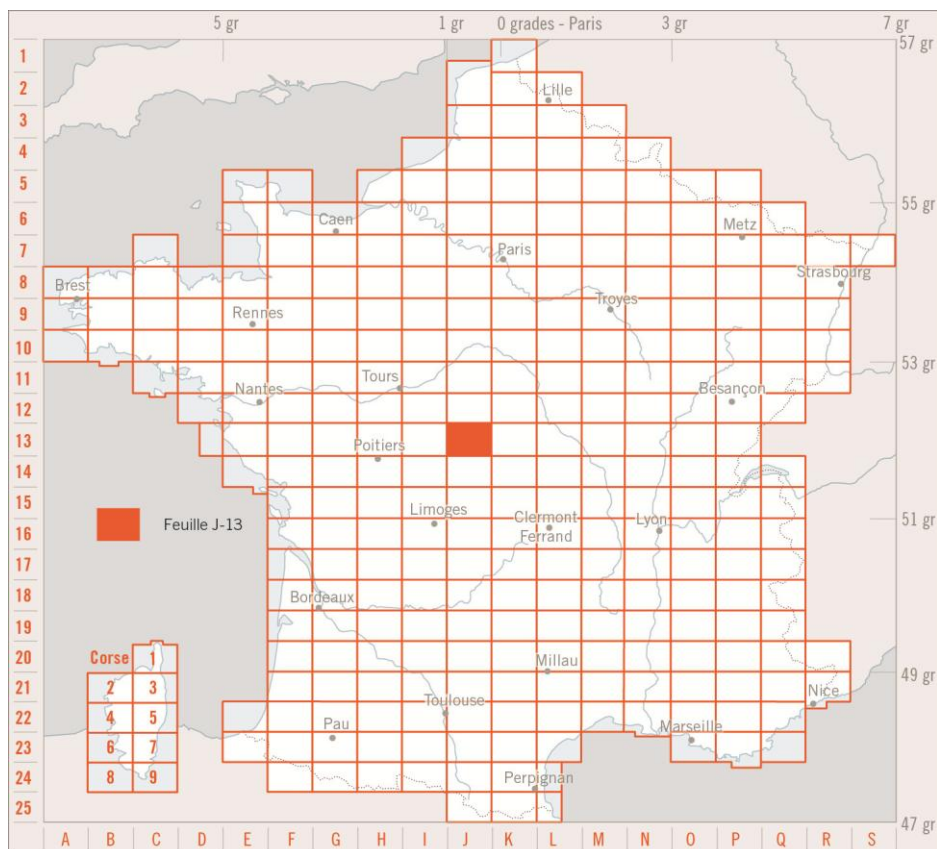 5 gr 1 gr 0 grades - Paris 3 gr 7 gr
57 gr
1
2 Lille
3
4
5
55 gr
6 Caen Metz
7 Paris
8 Brest Strasbourg
9 Rennes Troyes
10
53 gr
11 Nantes Tours Besançon
12
13 Poitiers
14
15 Limoges Clermont Lyon
Feuille J-13 51 gr
16 Ferrand
17
18 Bordeaux
19
20 Corse 1 Millau
49 gr
21 2 3 Nice
22 4 5 Pau Toulouse Marseille
23 6 7
24 8 9 Perpignan
25 47 gr
A B C D E F G H I J K L M N O P Q R S